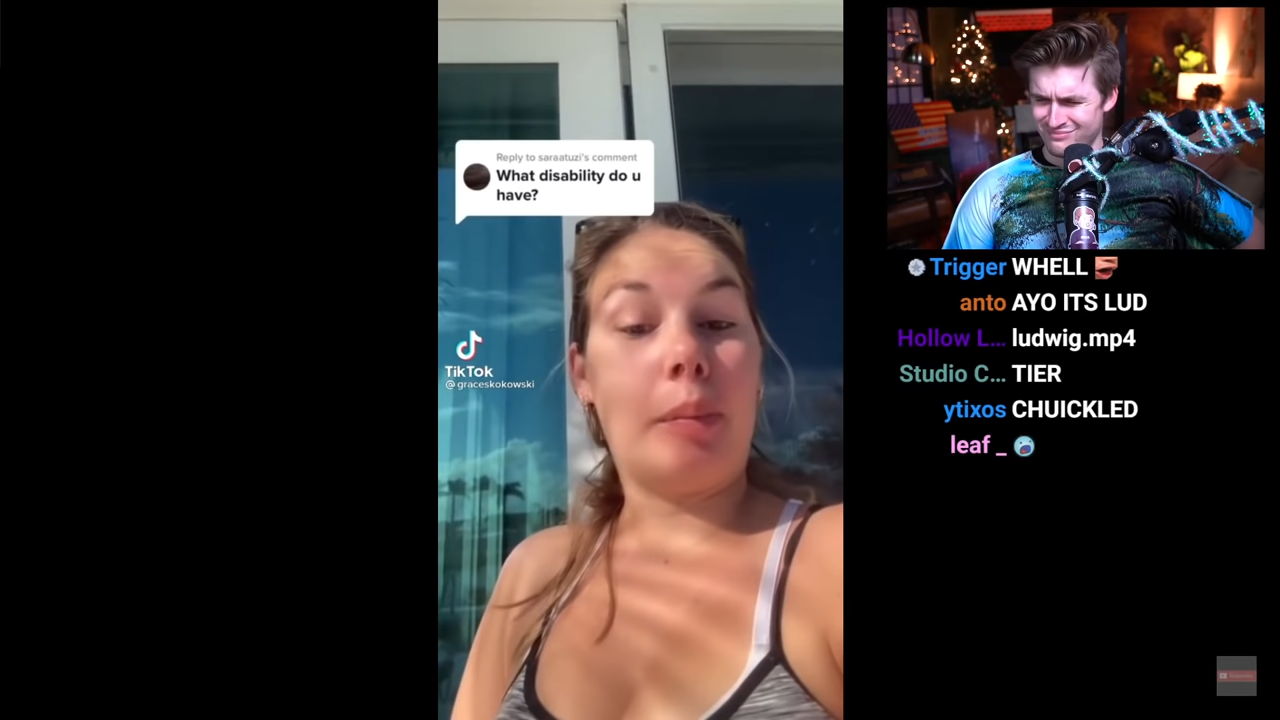 Reply to saraatuzi's comment
What disability do u
have?
TikTok
@graceskokowski
Trigger WHELL
anto AYO ITS LUD
Hollow L... ludwig.mp4
Studio C... TIER
ytixos CHUICKLED
leaf _